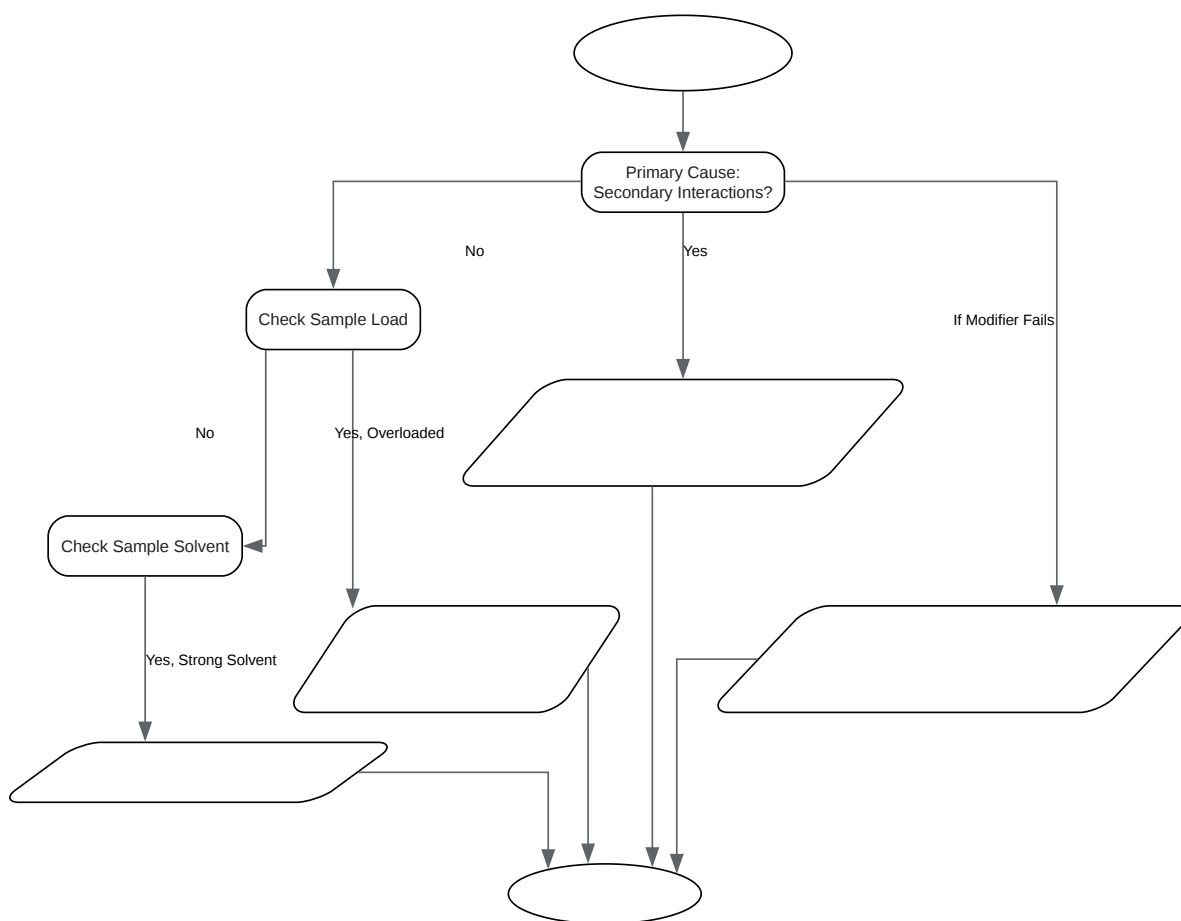 Primary Cause:
Secondary Interactions?
No
Yes
Check Sample Load
If Modifier Fails
No
Yes, Overloaded
Check Sample Solvent
Yes, Strong Solvent